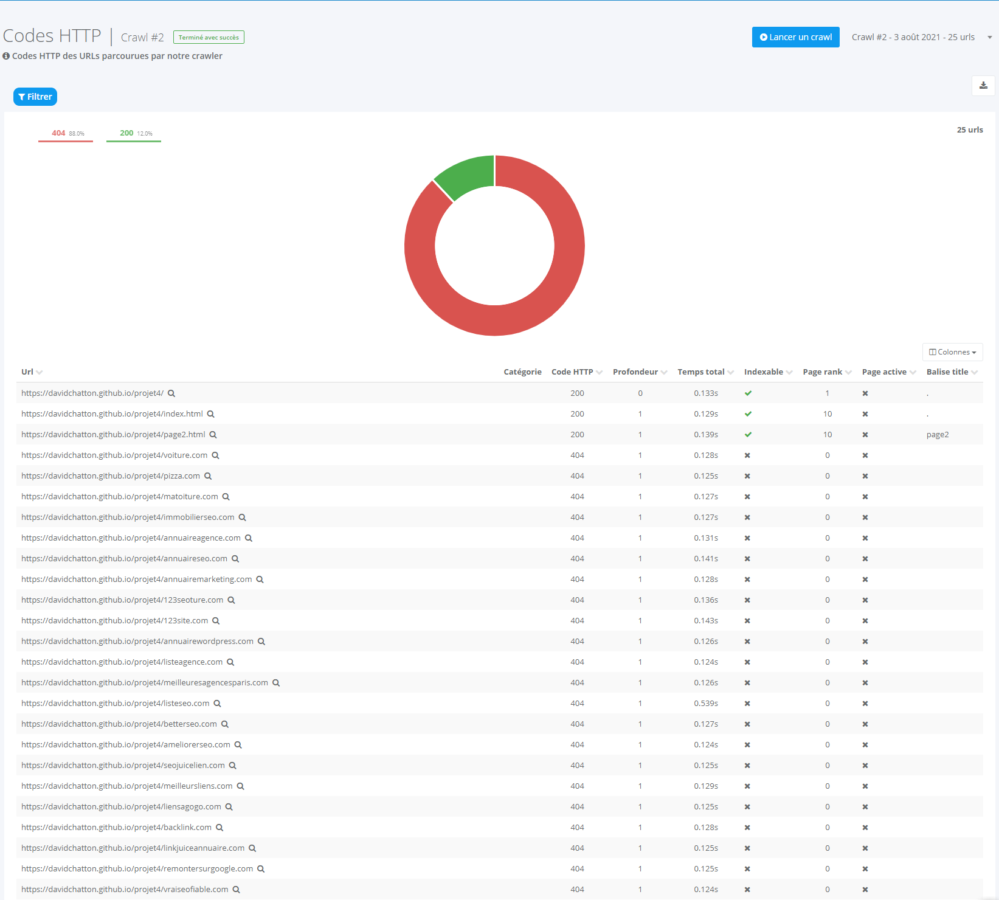 Codes HTTP | Crawl #2 Terminé avec succès
Lancer un crawl Crawl #2 - 3 août 2021 - 25 urls
Codes HTTP des URLs parcourues par notre crawler
Filtrer
404 88.0% 200 12.0% 25 urls
Colonnes
Url Catégorie Code HTTP Profondeur Temps total Indexable Page rank Page active Balise title
https://davidchatton.github.io/projet4/ 200 0 0.133s 1 .
https://davidchatton.github.io/projet4/index.html 200 1 0.129s 10 .
https://davidchatton.github.io/projet4/page2.html 200 1 0.139s 10 page2
https://davidchatton.github.io/projet4/voiture.com 404 1 0.128s 0
https://davidchatton.github.io/projet4/pizza.com 404 1 0.125s 0
https://davidchatton.github.io/projet4/matoiture.com 404 1 0.127s 0
https://davidchatton.github.io/projet4/immobilierseo.com 404 1 0.127s 0
https://davidchatton.github.io/projet4/annuaireagence.com 404 1 0.131s 0
https://davidchatton.github.io/projet4/annuaireseo.com 404 1 0.141s 0
https://davidchatton.github.io/projet4/annuairemarketing.com 404 1 0.128s 0
https://davidchatton.github.io/projet4/123seoture.com 404 1 0.136s 0
https://davidchatton.github.io/projet4/123site.com 404 1 0.143s 0
https://davidchatton.github.io/projet4/annuairewordpress.com 404 1 0.126s 0
https://davidchatton.github.io/projet4/listeagence.com 404 1 0.124s 0
https://davidchatton.github.io/projet4/meilleuresagencesparis.com 404 1 0.126s 0
https://davidchatton.github.io/projet4/listeseo.com 404 1 0.539s 0
https://davidchatton.github.io/projet4/betterseo.com 404 1 0.127s 0
https://davidchatton.github.io/projet4/ameliorerseo.com 404 1 0.124s 0
https://davidchatton.github.io/projet4/seojuicelien.com 404 1 0.125s 0
https://davidchatton.github.io/projet4/meilleursliens.com 404 1 0.129s 0
https://davidchatton.github.io/projet4/liensagogo.com 404 1 0.125s 0
https://davidchatton.github.io/projet4/backlink.com 404 1 0.128s 0
https://davidchatton.github.io/projet4/linkjuiceannuaire.com 404 1 0.125s 0
https://davidchatton.github.io/projet4/remontersurgoogle.com 404 1 0.125s 0
https://davidchatton.github.io/projet4/vraiseofiable.com 404 1 0.124s 0